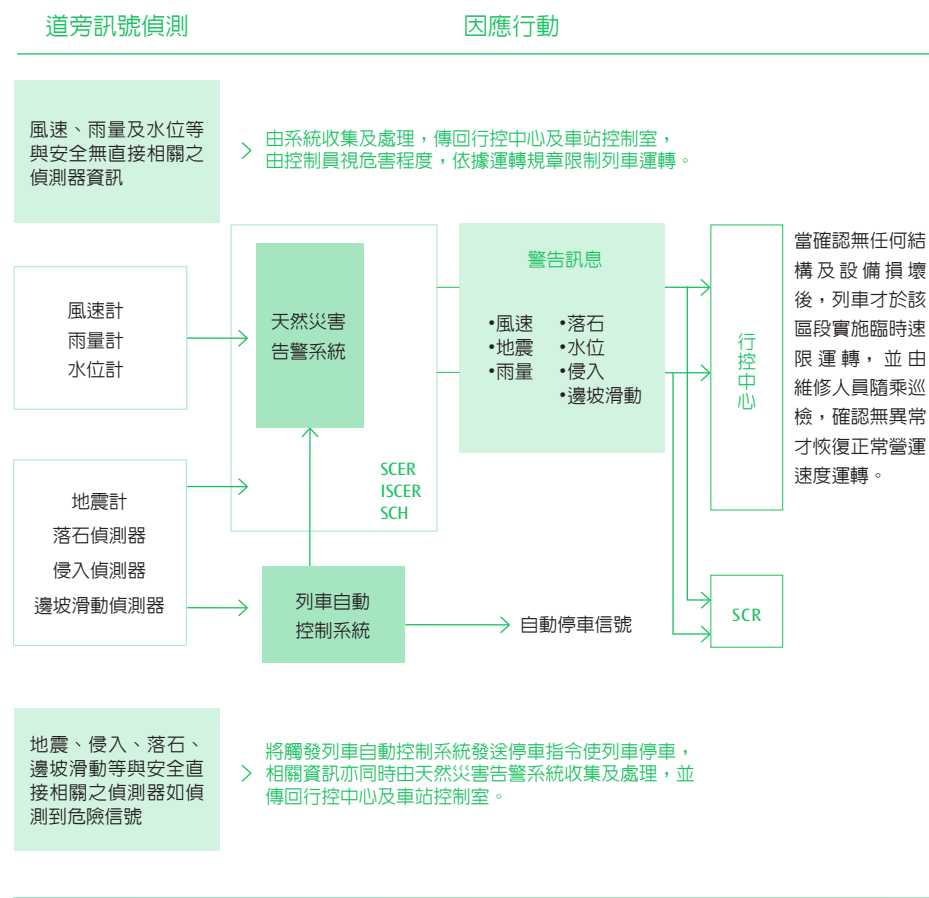 道旁訊號偵測
因應行動
風速、雨量及水位等
與安全無直接相關之
偵測器資訊
由系統收集及處理，傳回行控中心及車站控制室，
由控制員視危害程度，依據運轉規章限制列車運轉。
風速計
雨量計
水位計
天然災害
告警系統
SCER
ISCER
SCH
警告訊息
•風速
•地震
•雨量
•落石
•水位
•侵入
•邊坡滑動
行
控
中
心
當確認無任何結
構及設備損壞
後，列車才於該
區段實施臨時速
限運轉，並由
維修人員隨乘巡
檢，確認無異常
才恢復正常營運
速度運轉。
地震計
落石偵測器
侵入偵測器
邊坡滑動偵測器
列車自動
控制系統
自動停車信號
SCR
地震、侵入、落石、
邊坡滑動等與安全直
接相關之偵測器如偵
測到危險信號
將觸發列車自動控制系統發送停車指令使列車停車，
相關資訊亦同時由天然災害告警系統收集及處理，並
傳回行控中心及車站控制室。